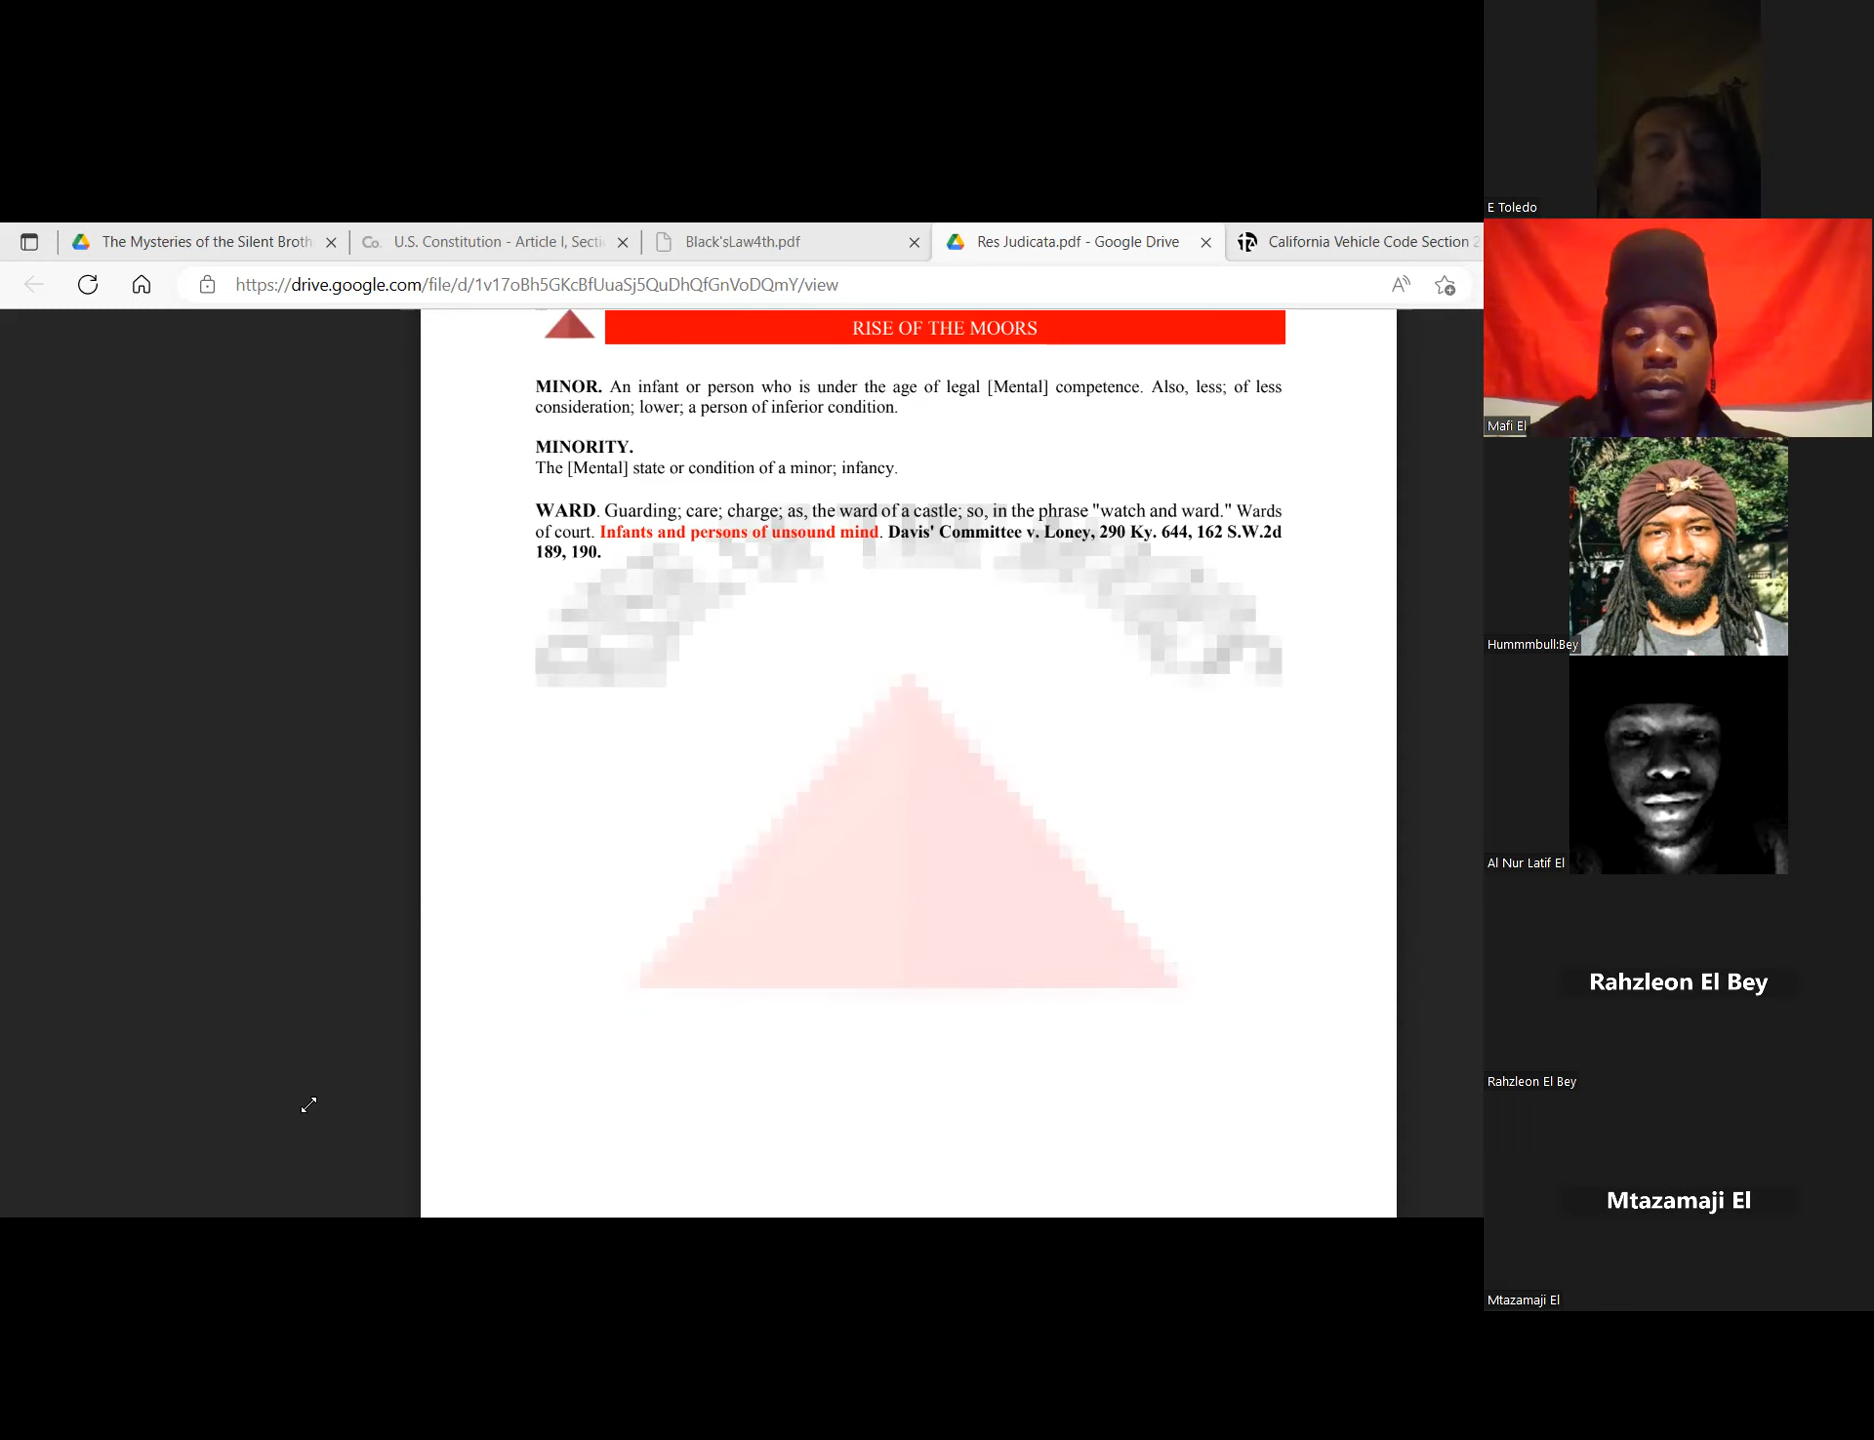 The Mysteries of the Silent Broth
U.S. Constitution - Article I, Secti
Black'sLaw4th.pdf
Res Judicata.pdf - Google Drive
California Vehicle Code Section 2
https://drive.google.com/file/d/1v17oBh5GKcBfUuaSj5QuDhQfGnVoDQmY/view
RISE OF THE MOORS
MINOR. An infant or person who is under the age of legal [Mental] competence. Also, less; of less
consideration; lower; a person of inferior condition.
MINORITY.
The [Mental] state or condition of a minor; infancy.
WARD. Guarding; care; charge; as, the ward of a castle; so, in the phrase "watch and ward." Wards
of court. Infants and persons of unsound mind. Davis' Committee v. Loney, 290 Ky. 644, 162 S.W.2d
189, 190.
E Toledo
Mafi El
Hummmbull:Bey
Al Nur Latif El
Rahzleon El Bey
Rahzleon El Bey
Mtazamaji El
Mtazamaji El